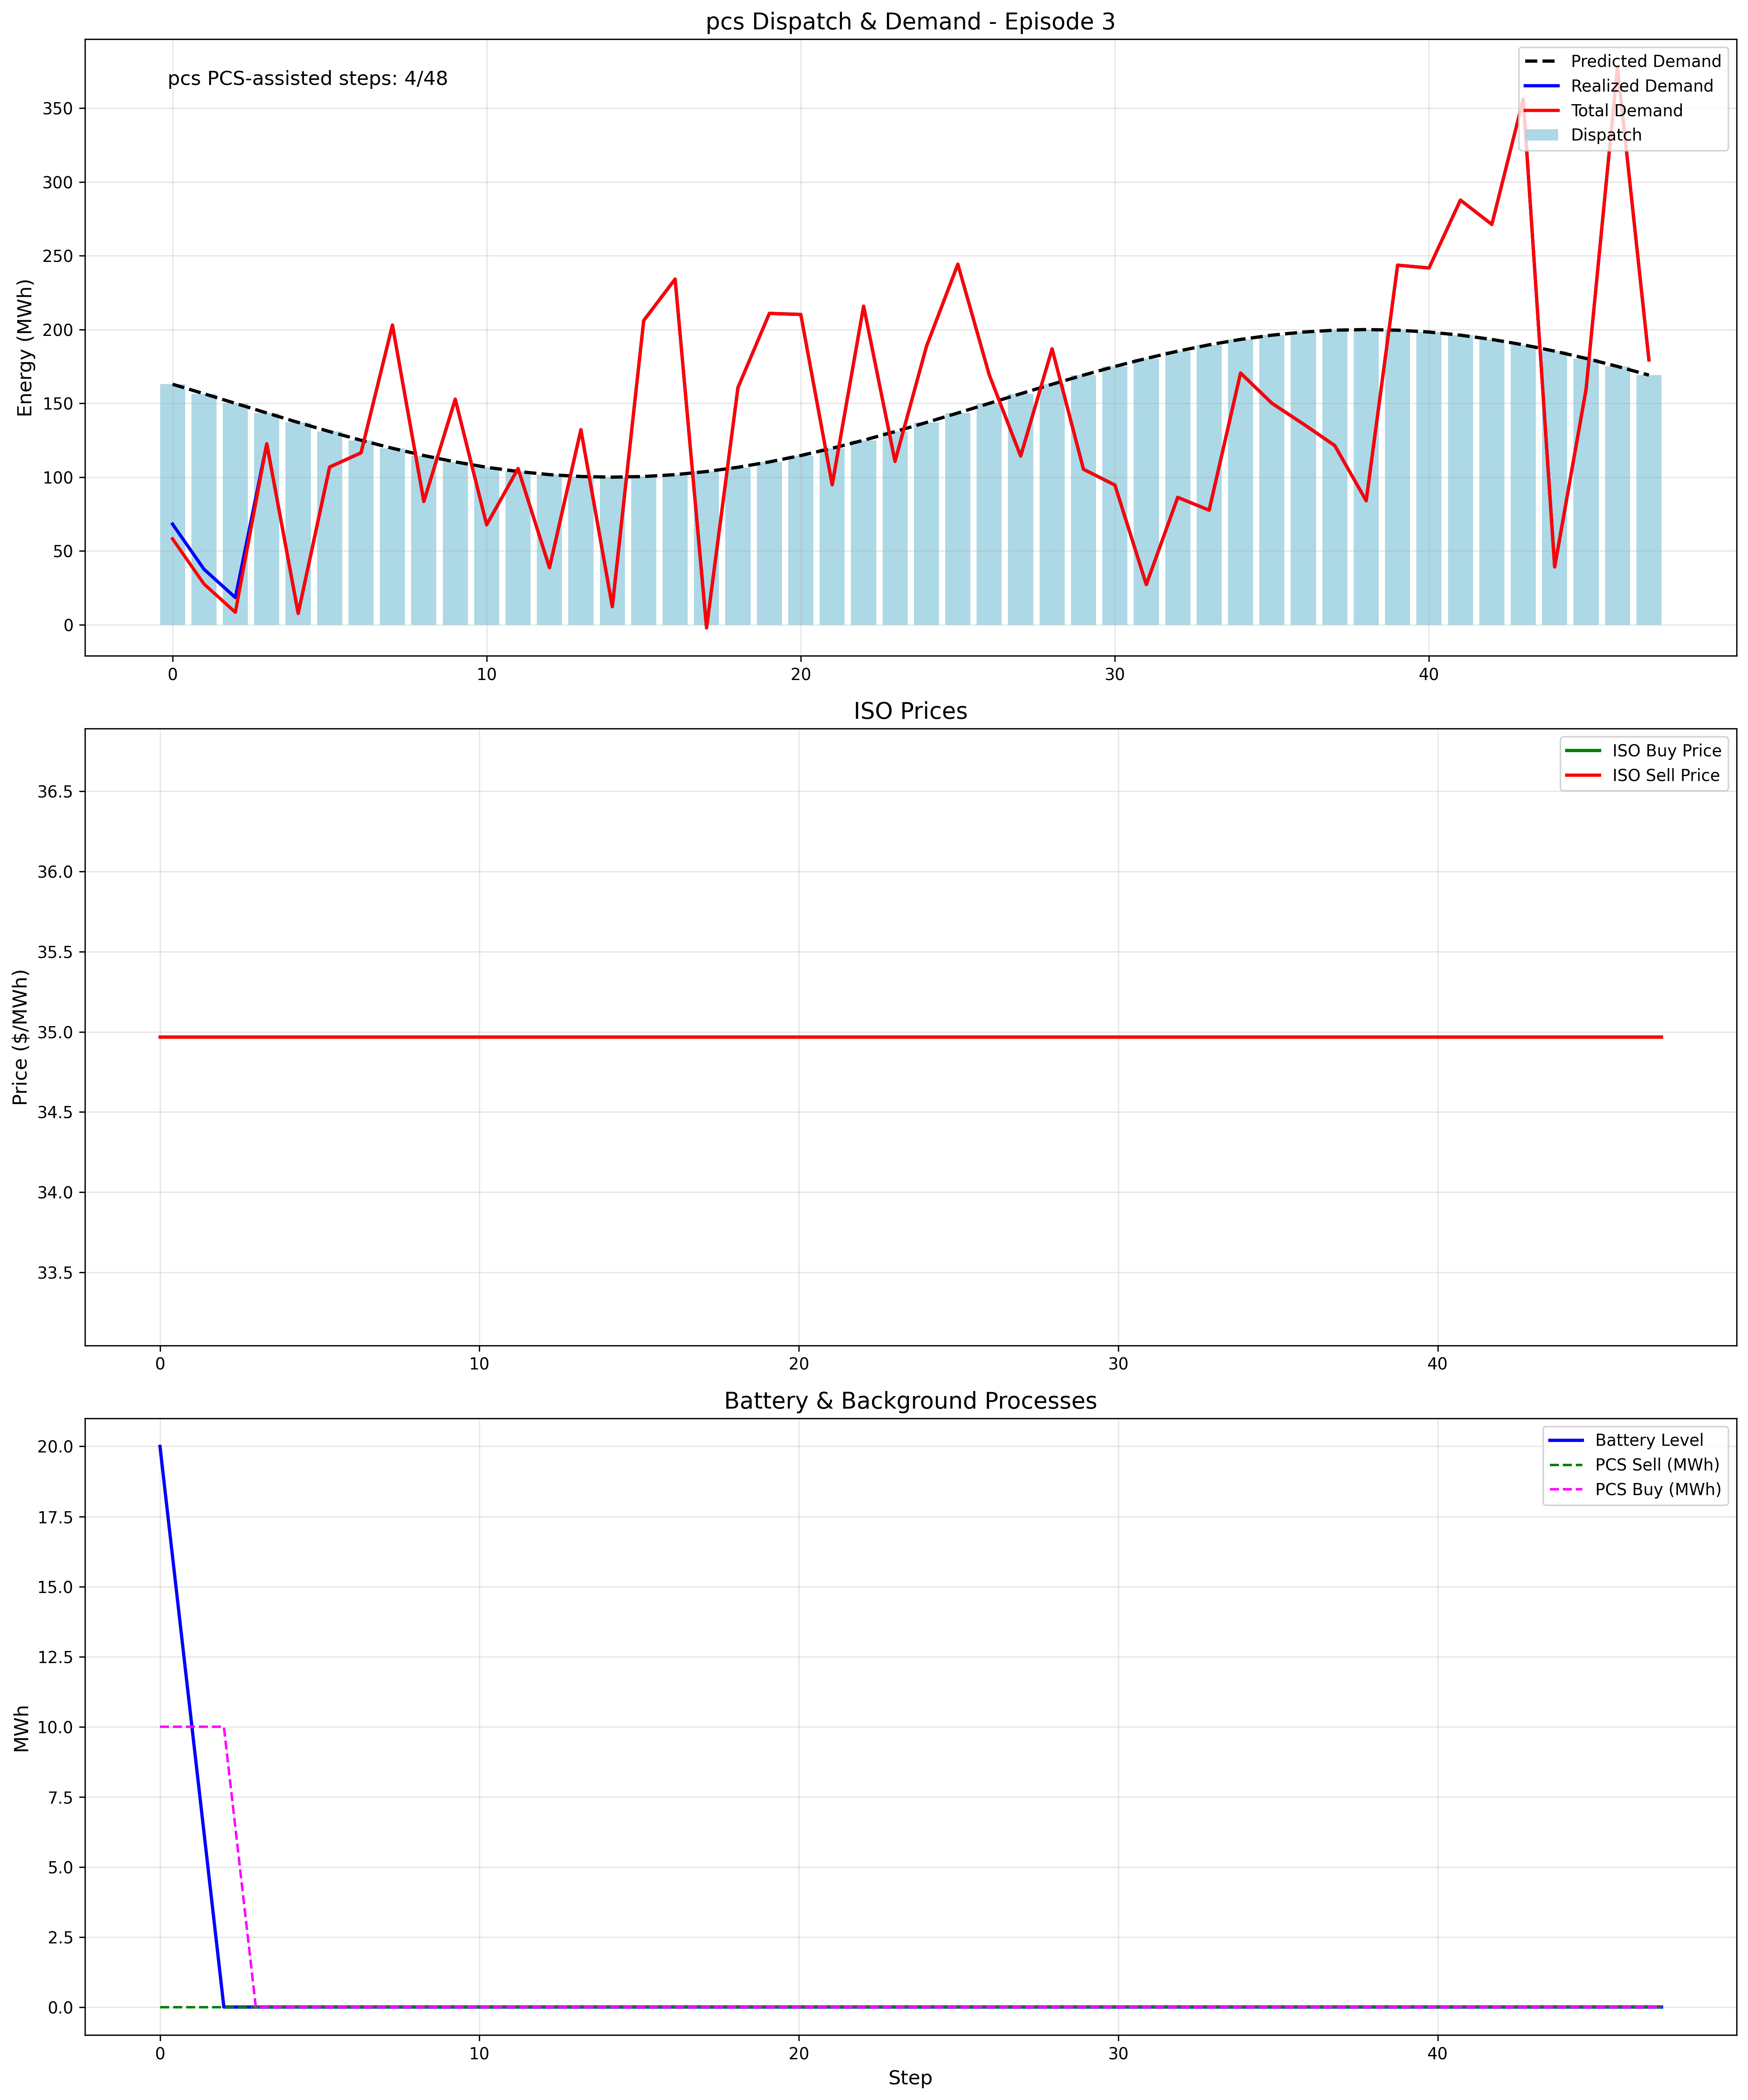 pcs Dispatch & Demand - Episode 3
pcs PCS-assisted steps: 4/48
Predicted Demand
Realized Demand
Total Demand
Dispatch
Energy (MWh)
350
300
250
200
150
100
50
0
0 10 20 30 40
ISO Prices
ISO Buy Price
ISO Sell Price
Price ($/MWh)
36.5
36.0
35.5
35.0
34.5
34.0
33.5
0 10 20 30 40
Battery & Background Processes
Battery Level
PCS Sell (MWh)
PCS Buy (MWh)
MWh
20.0
17.5
15.0
12.5
10.0
7.5
5.0
2.5
0.0
0 10 20 30 40
Step